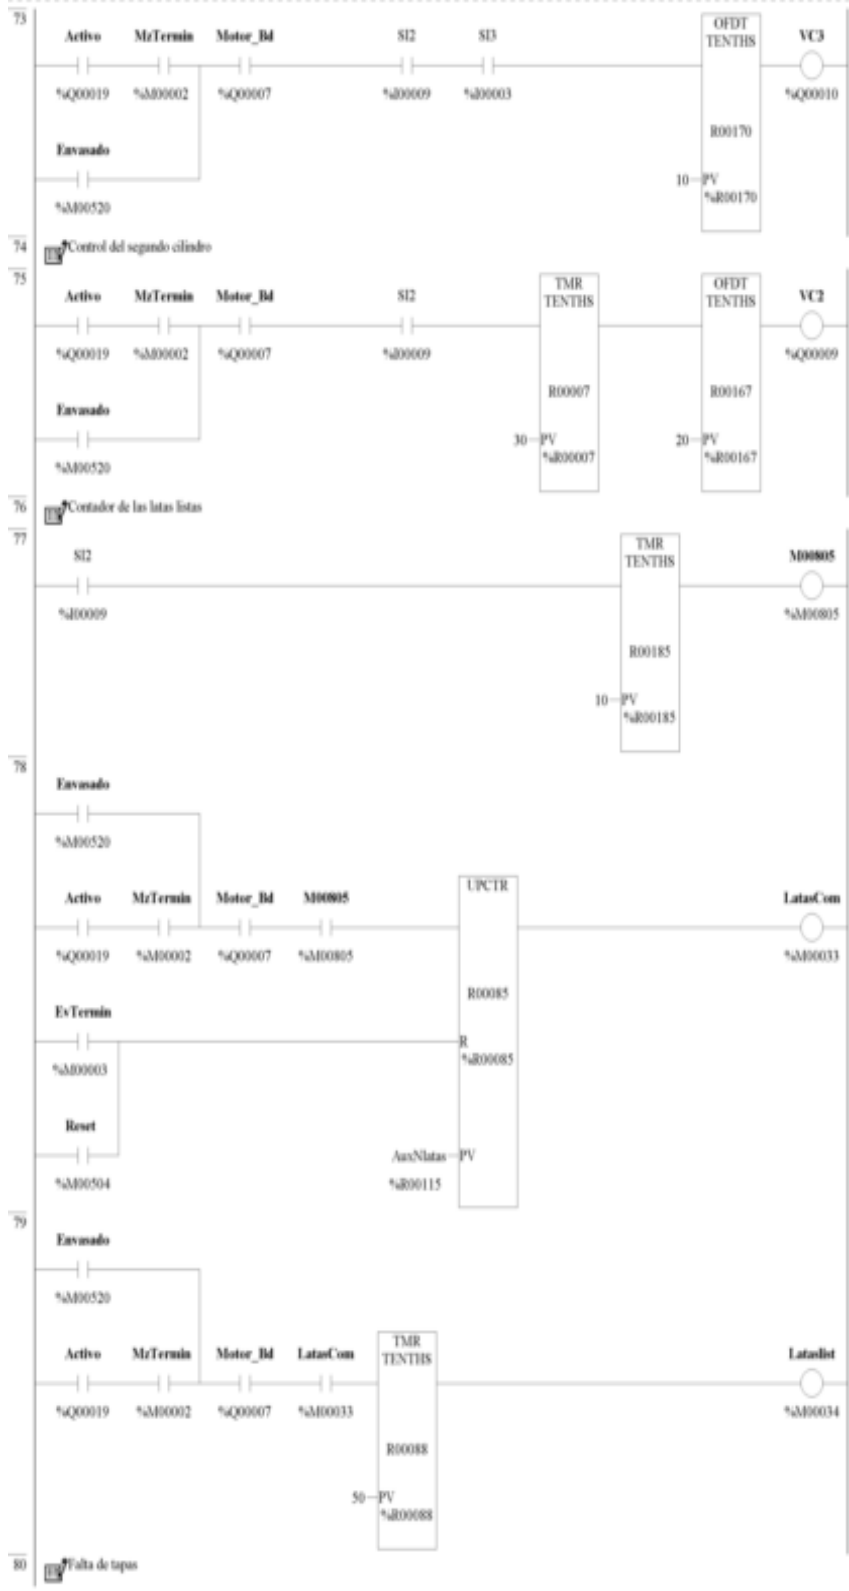 73
OFDT
Activo MzTermin Motor_Bd SI2 SI3 TENTHS VC3
%Q00019 %M00002 %Q00007 %I00009 %I00003 %Q00010
R00170
Envasado
10 PV
%R00170
%M00520
74 Control del segundo cilindro
75
TMR OFDT
Activo MzTermin Motor_Bd SI2 TENTHS TENTHS VC2
%Q00019 %M00002 %Q00007 %I00009 %Q00009
R00007 R00167
Envasado
30 PV 20 PV
%R00007 %R00167
%M00520
76 Contador de las latas listas
77
TMR
SI2 TENTHS M00805
%I00009 %M00805
R00185
10 PV
%R00185
78
Envasado
%M00520
UPCTR
Activo MzTermin Motor_Bd M00805 LatasCom
%Q00019 %M00002 %Q00007 %M00805 %M00033
R00085
EvTermin
R
%R00085
%M00003
Reset
AuxNlatas PV
%M00504 %R00115
79
Envasado
%M00520
TMR
Activo MzTermin Motor_Bd LatasCom TENTHS Lataslist
%Q00019 %M00002 %Q00007 %M00033 %M00034
R00088
50 PV
%R00088
80 Falta de tapas